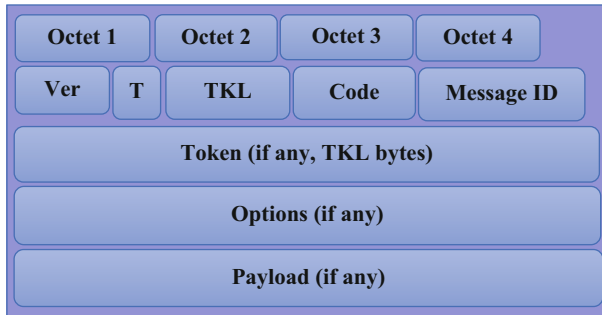 Octet 1 Octet 2 Octet 3 Octet 4
Ver T TKL Code Message ID
Token (if any, TKL bytes)
Options (if any)
Payload (if any)